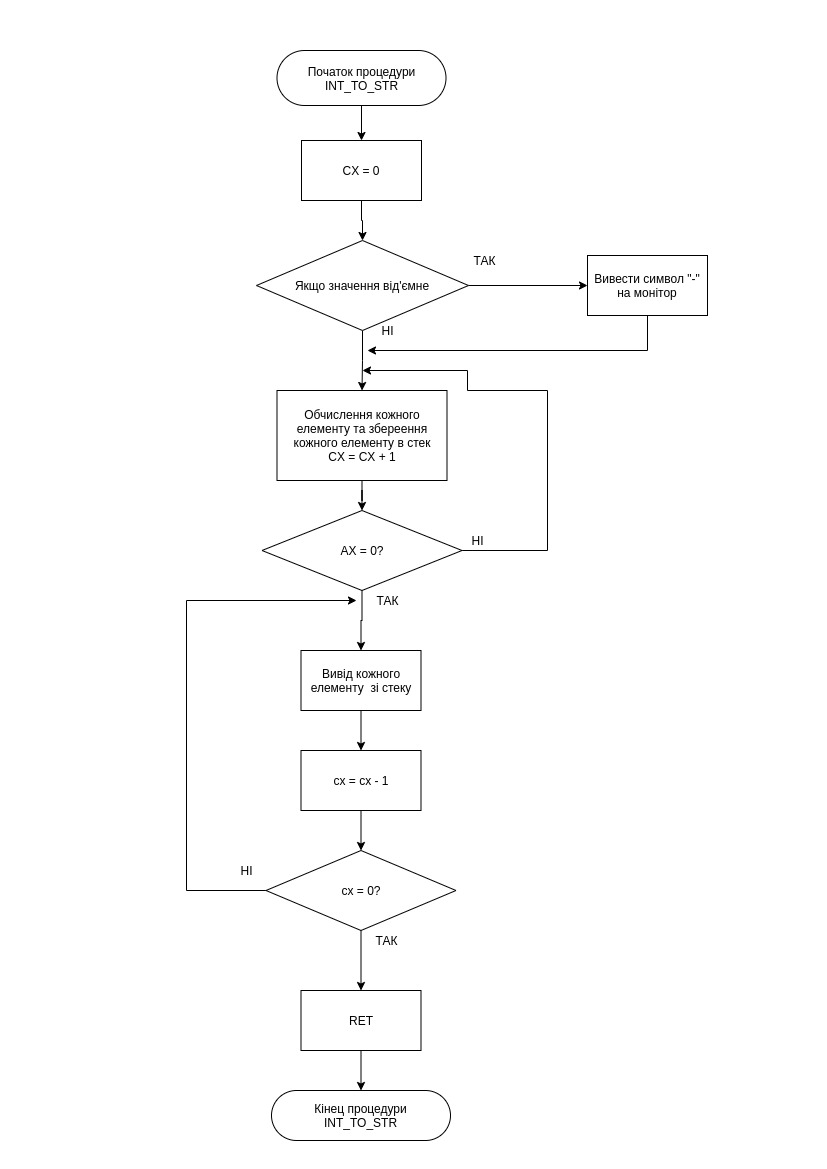 Початок процедури
INT_TO_STR
CX = 0
Якщо значення від'ємне
ТАК
Вивести символ "-"
на монітор
НІ
Обчислення кожного
елементу та збереення
кожного елементу в стек
CX = CX + 1
AX = 0?
НІ
ТАК
Вивід кожного
елементу зі стеку
cx = cx - 1
НІ
cx = 0?
ТАК
RET
Кінец процедури
INT_TO_STR